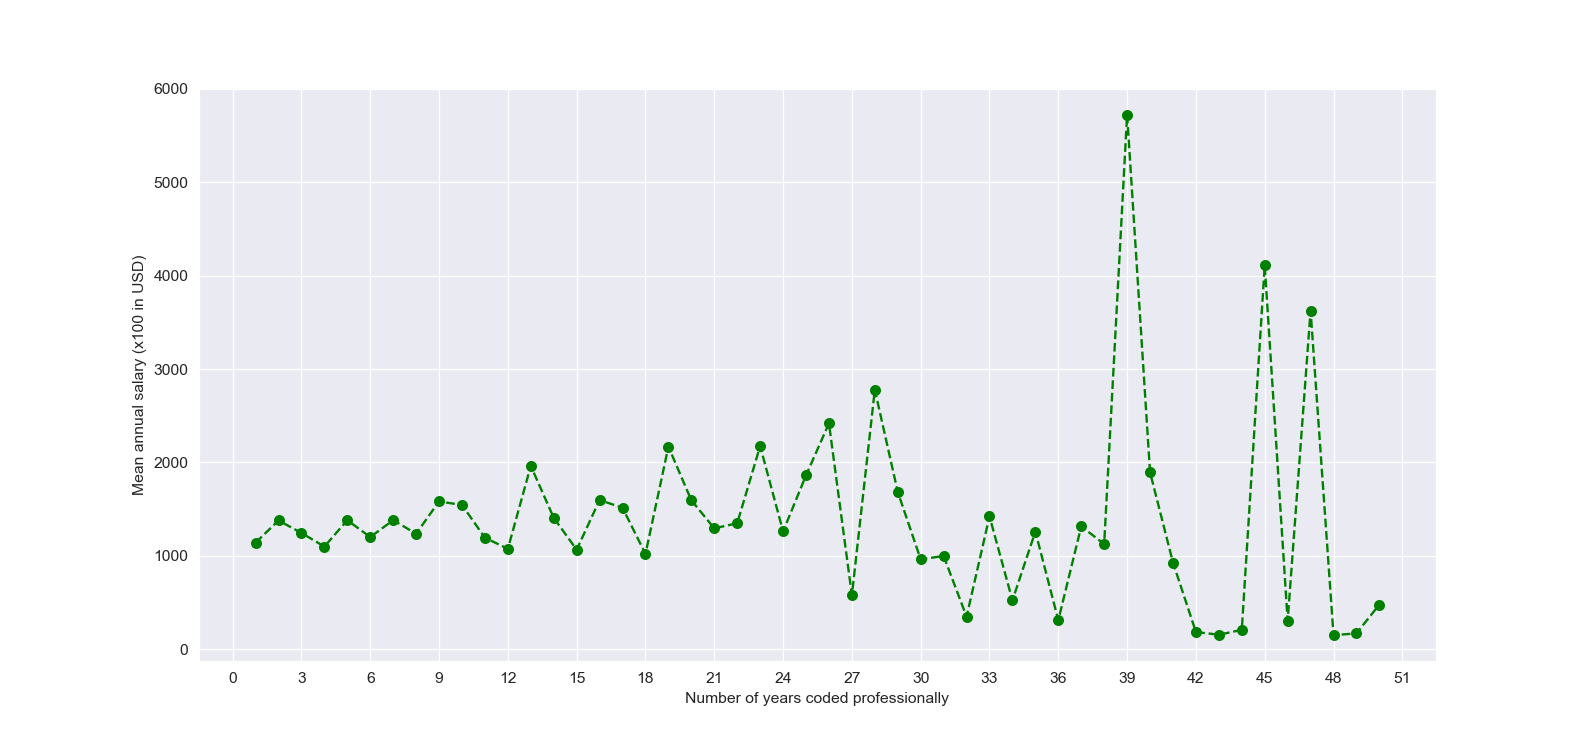 6000
5000
4000
3000
2000
1000
0
Mean annual salary (x100 in USD)
0 3 6 9 12 15 18 21 24 27 30 33 36 39 42 45 48 51
Number of years coded professionally